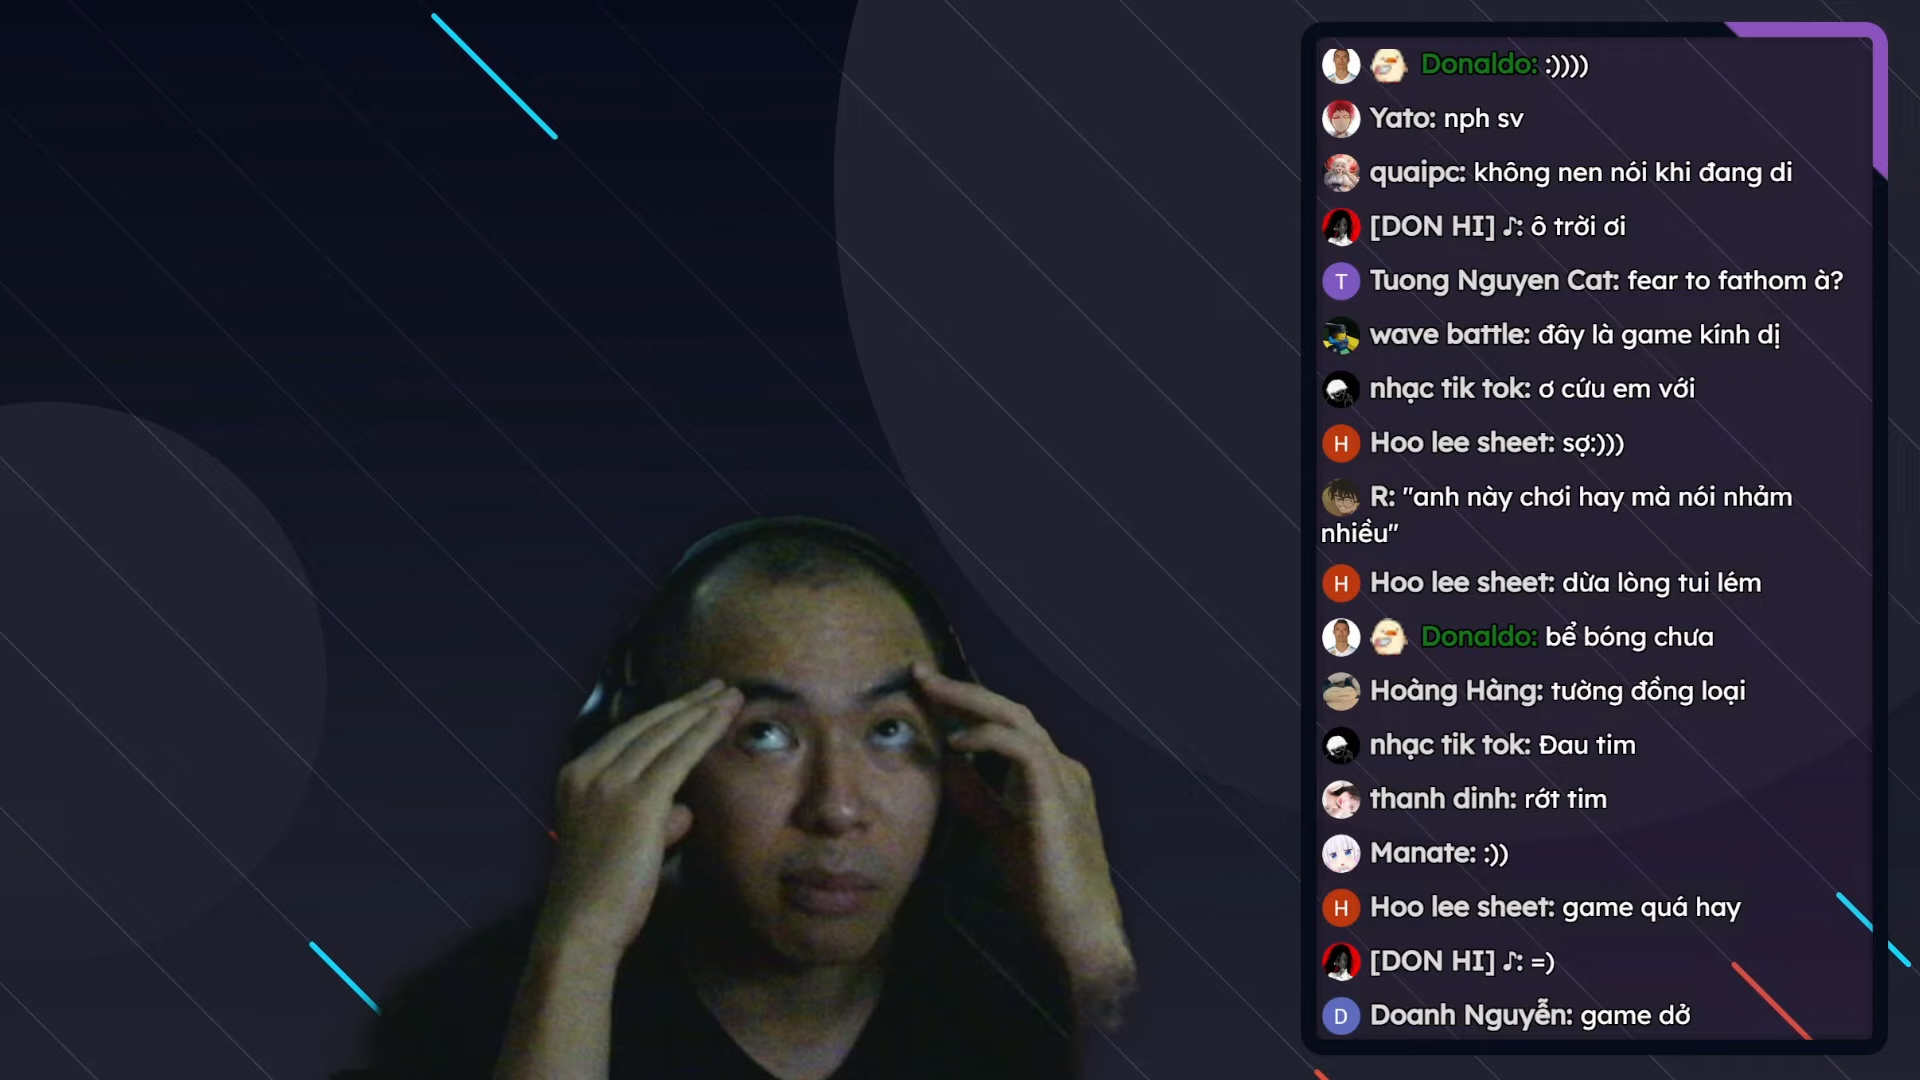 Donaldo: :))))
Yato: nph sv
quaipc: không nen nói khi đang di
[DON HI] ♪: ô trời ơi
T Tuong Nguyen Cat: fear to fathom à?
wave battle: đây là game kính dị
nhạc tik tok: ơ cứu em với
H Hoo lee sheet: sợ:)))
R: "anh này chơi hay mà nói nhảm
nhiều"
H Hoo lee sheet: dừa lòng tui lém
Donaldo: bể bóng chưa
Hoàng Hàng: tường đồng loại
nhạc tik tok: Đau tim
thanh dinh: rớt tim
Manate: :))
H Hoo lee sheet: game quá hay
[DON HI] ♪: =)
D Doanh Nguyễn: game dở